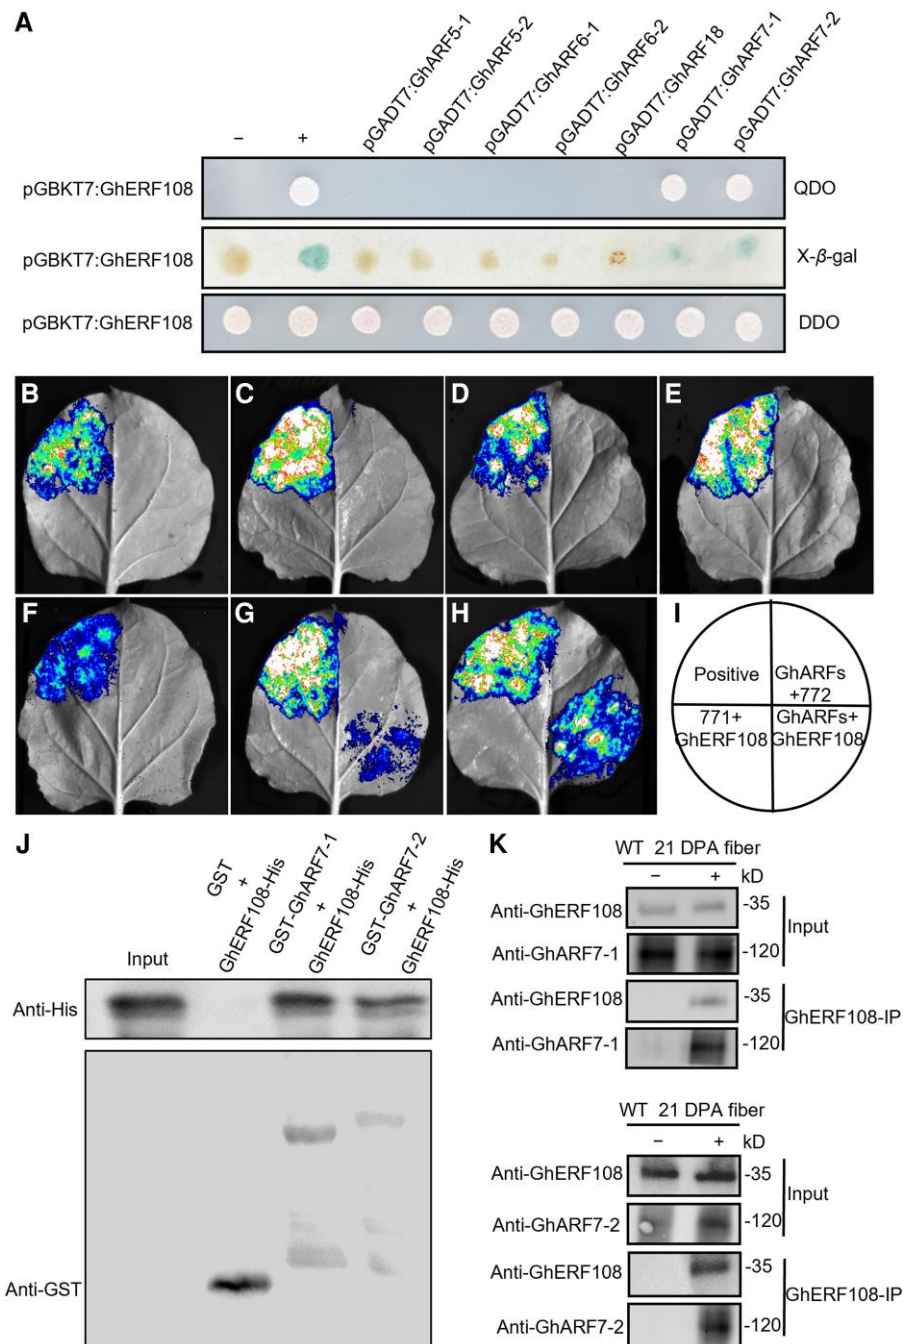 A
− + pGADT7:GhARF5-1 pGADT7:GhARF5-2 pGADT7:GhARF6-1 pGADT7:GhARF6-2 pGADT7:GhARF18 pGADT7:GhARF7-1 pGADT7:GhARF7-2
pGBKT7:GhERF108 QDO
pGBKT7:GhERF108 X-β-gal
pGBKT7:GhERF108 DDO
B C D E
F G H I
Positive GhARFs
+772
771+ GhARFs+
GhERF108 GhERF108
J
Input
GST
+
GhERF108-His
GST-GhARF7-1
+
GhERF108-His
GST-GhARF7-2
+
GhERF108-His
Anti-His
Anti-GST
K
WT 21 DPA fiber
− + kD
Anti-GhERF108 -35
Anti-GhARF7-1 -120
Input
Anti-GhERF108 -35
Anti-GhARF7-1 -120
GhERF108-IP
WT 21 DPA fiber
− + kD
Anti-GhERF108 -35
Anti-GhARF7-2 -120
Input
Anti-GhERF108 -35
Anti-GhARF7-2 -120
GhERF108-IP